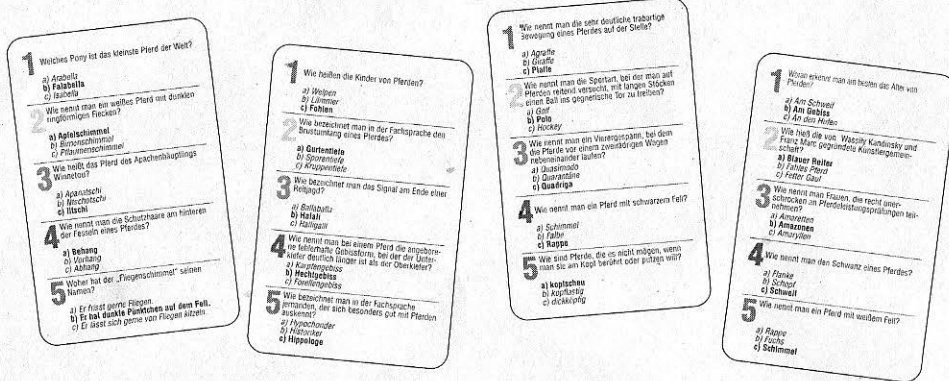 1 Welches Pony ist das kleinste Pferd der Welt?
a) Arabella
b) Falabella
c) Isabella
2 Wie nennt man ein weißes Pferd mit dunklen
ringförmigen Flecken?
a) Apfelschimmel
b) Birnenschimmel
c) Pflaumenschimmel
3 Wie heißt das Pferd des Apachenhäuptlings
Winnetou?
a) Apanatschi
b) Ntschotschi
c) Iltschi
4 Wie nennt man die Schutzhaare am hinteren
der Fesseln eines Pferdes?
a) Behang
b) Vorhang
c) Abhang
5 Woher hat der „Fliegenschimmel" seinen
Namen?
a) Er frisst gerne Fliegen.
b) Er hat dunkle Pünktchen auf dem Fell.
c) Er lässt sich gerne von Fliegen kitzeln.
1 Wie heißen die Kinder von Pferden?
a) Welpen
b) Lämmer
c) Fohlen
2 Wie bezeichnet man in der Fachsprache den
Brustumfang eines Pferdes?
a) Gurtentiefe
b) Sporentiefe
c) Kruppentiefe
3 Wie bezeichnet man das Signal am Ende einer
Reitjagd?
a) Ballaballa
b) Halali
c) Halligalli
4 Wie nennt man bei einem Pferd die angebore-
ne fehlerhafte Gebissform, bei der der Unter-
kiefer deutlich länger ist als der Oberkiefer?
a) Karpfengebiss
b) Hechtgebiss
c) Forellengebiss
5 Wie bezeichnet man in der Fachsprache
jemanden, der sich besonders gut mit Pferden
auskennt?
a) Hypochonder
b) Historiker
c) Hippologe
1 Wie nennt man die sehr deutliche trabartige
Bewegung eines Pferdes auf der Stelle?
a) Agraffe
b) Giraffe
c) Piaffe
2 Wie nennt man die Sportart, bei der man auf
Pferden reitend versucht, mit langen Stöcken
einen Ball ins gegnerische Tor zu treiben?
a) Golf
b) Polo
c) Hockey
3 Wie nennt man ein Vierergespann, bei dem
die Pferde vor einem zweirädrigen Wagen
nebeneinander laufen?
a) Quasimodo
b) Quarantäne
c) Quadriga
4 Wie nennt man ein Pferd mit schwarzem Fell?
a) Schimmel
b) Falbe
c) Rappe
5 Wie sind Pferde, die es nicht mögen, wenn
man sie am Kopf berührt oder putzen will?
a) kopfscheu
b) kopflastig
c) dickköpfig
1 Woran erkennt man am besten das Alter von
Pferden?
a) Am Schweif
b) Am Gebiss
c) An den Hufen
2 Wie hieß die von Wassily Kandinsky und
Franz Marc gegründete Künstlergemein-
schaft?
a) Blauer Reiter
b) Fahles Pferd
c) Fetter Gaul
3 Wie nennt man Frauen, die recht uner-
schrocken an Pferdeleistungsprüfungen teil-
nehmen?
a) Amaretten
b) Amazonen
c) Amaryllen
4 Wie nennt man den Schwanz eines Pferdes?
a) Flanke
b) Schopf
c) Schweif
5 Wie nennt man ein Pferd mit weißem Fell?
a) Rappe
b) Fuchs
c) Schimmel